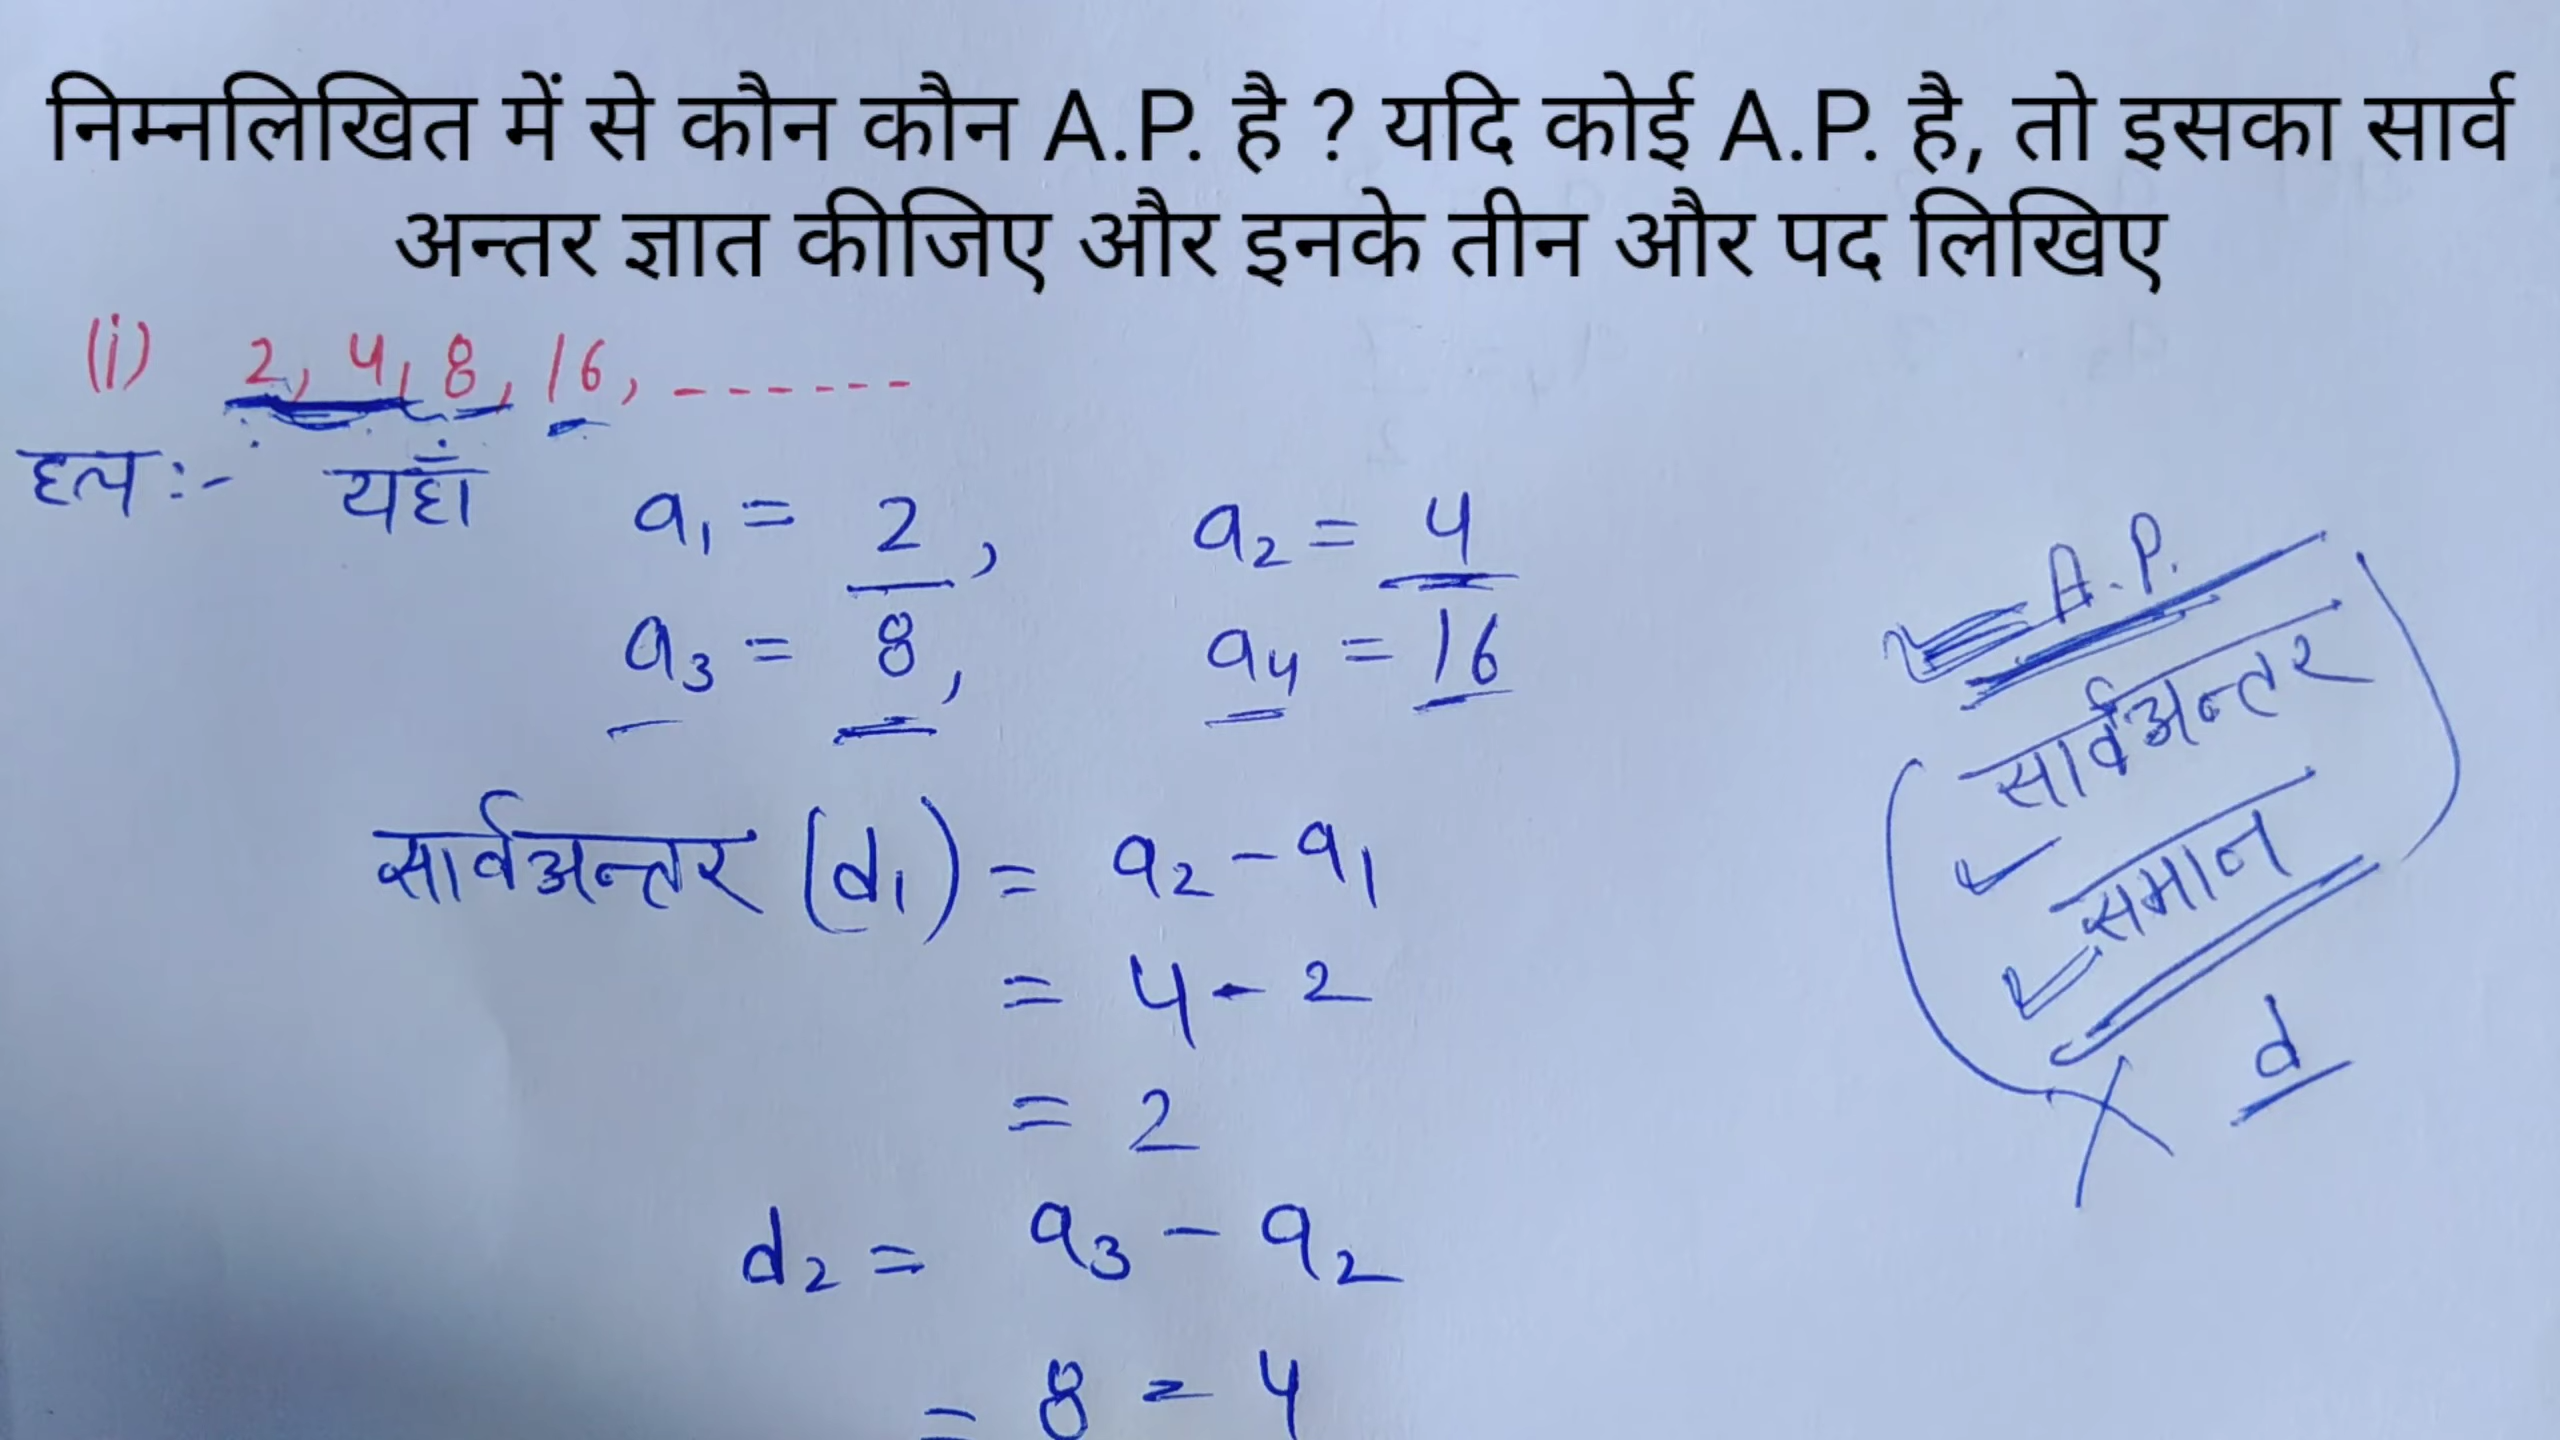 निम्नलिखित में से कौन कौन A.P. है ? यदि कोई A.P. है, तो इसका सार्व
अन्तर ज्ञात कीजिए और इनके तीन और पद लिखिए
(i) 2, 4, 8, 16, - - - - - -
हल :- यहाँ a₁ = 2, a₂ = 4
a₃ = 8, a₄ = 16
सार्वअन्तर (d₁) = a₂ - a₁
= 4 - 2
= 2
d₂ = a₃ - a₂
= 8 - 4
A.P.
सार्वअन्तर
समान
d